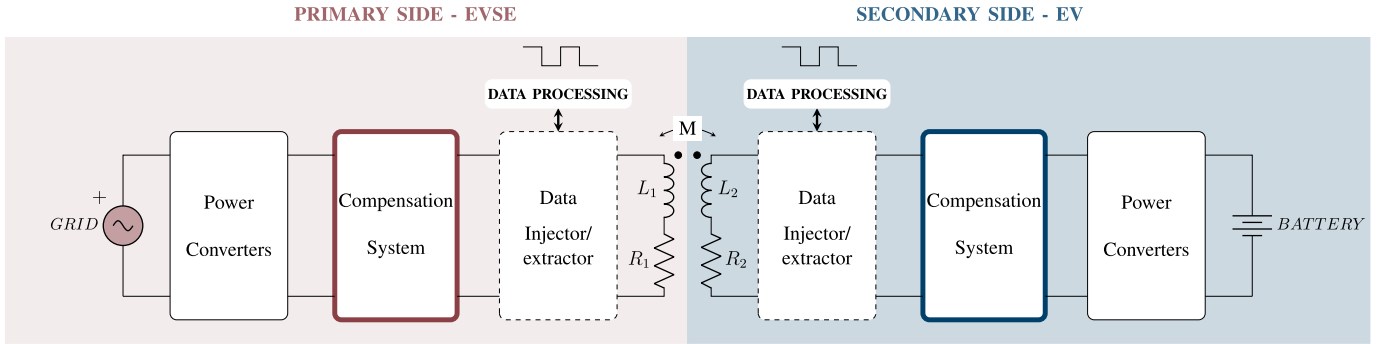 PRIMARY SIDE - EVSE
SECONDARY SIDE - EV
DATA PROCESSING
DATA PROCESSING
M
+
GRID
Power
Converters
Compensation
System
Data
Injector/
extractor
L1
R1
L2
R2
Data
Injector/
extractor
Compensation
System
Power
Converters
BATTERY